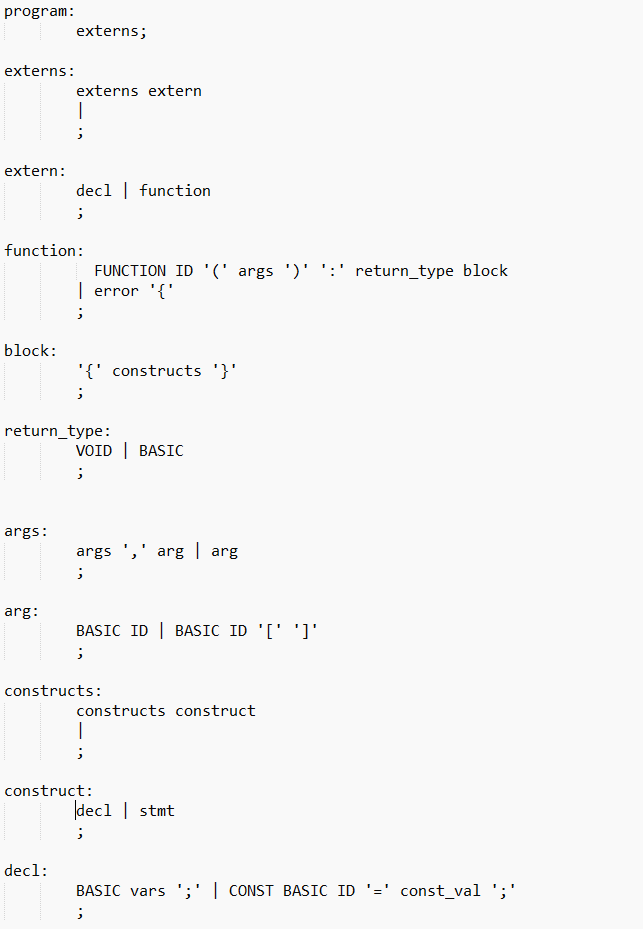 program:
externs;
externs:
externs extern
|
;
extern:
decl | function
;
function:
FUNCTION ID '(' args ')' ':' return_type block
| error '{'
;
block:
'{' constructs '}'
;
return_type:
VOID | BASIC
;
args:
args ',' arg | arg
;
arg:
BASIC ID | BASIC ID '[' ']'
;
constructs:
constructs construct
|
;
construct:
decl | stmt
;
decl:
BASIC vars ';' | CONST BASIC ID '=' const_val ';'
;